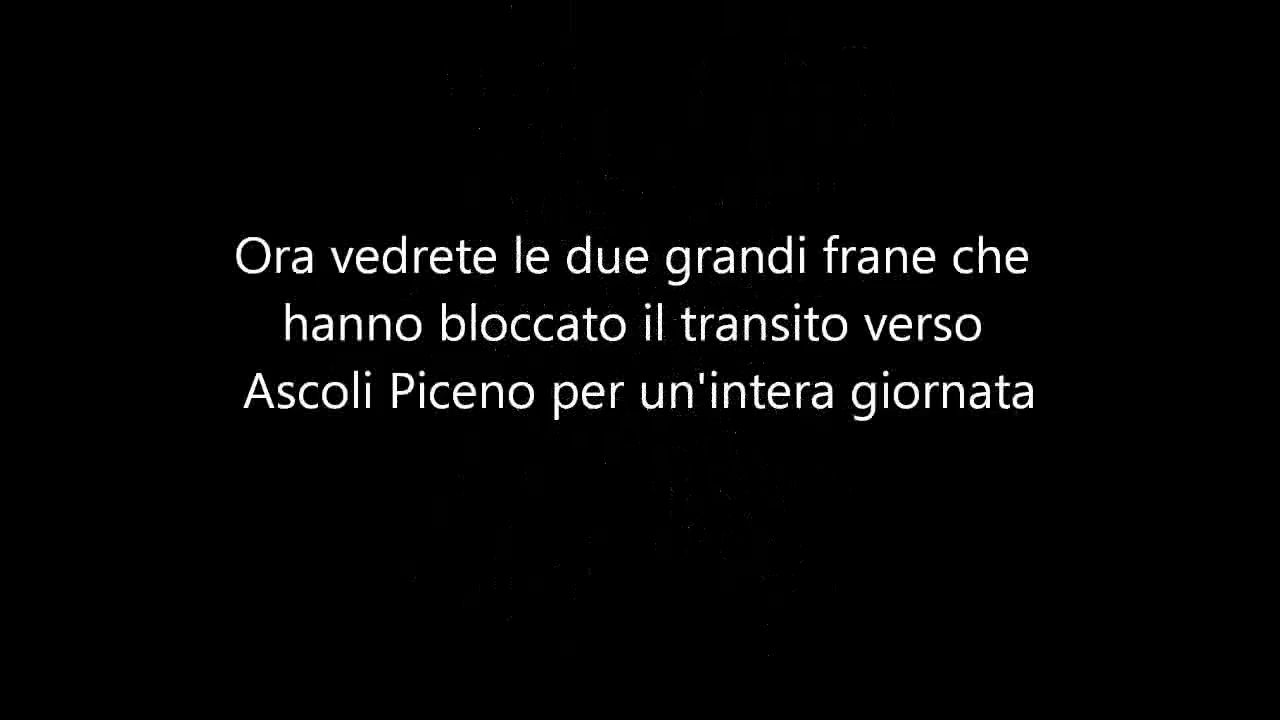 Ora vedrete le due grandi frane che
hanno bloccato il transito verso
Ascoli Piceno per un'intera giornata